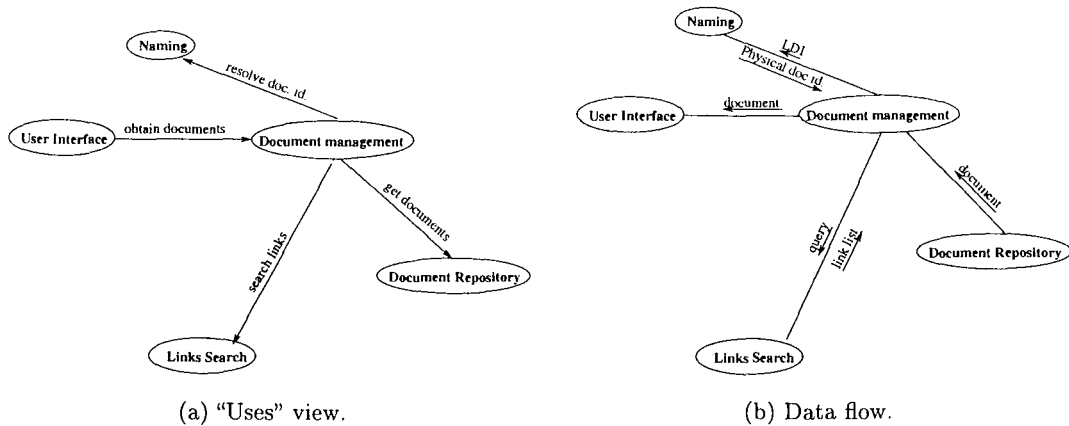 Naming
resolve doc. id.
User Interface
obtain documents
Document management
get documents
search links
Document Repository
Links Search
(a) “Uses” view.
Naming
LDI
Physical doc id
User Interface
document
Document management
document
query
link list
Document Repository
Links Search
(b) Data flow.